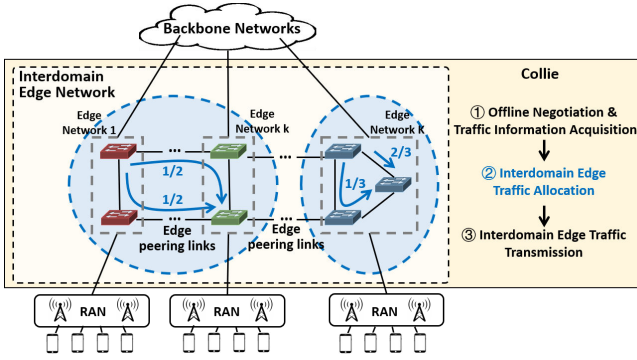 Backbone Networks
Interdomain
Edge Network
Collie
Edge
Network 1
Edge
Network k
Edge
Network K
...
...
...
...
1/2
1/2
2/3
1/3
Edge
peering links
Edge
peering links
① Offline Negotiation &
Traffic Information Acquisition
② Interdomain Edge
Traffic Allocation
③ Interdomain Edge Traffic
Transmission
RAN
RAN
RAN